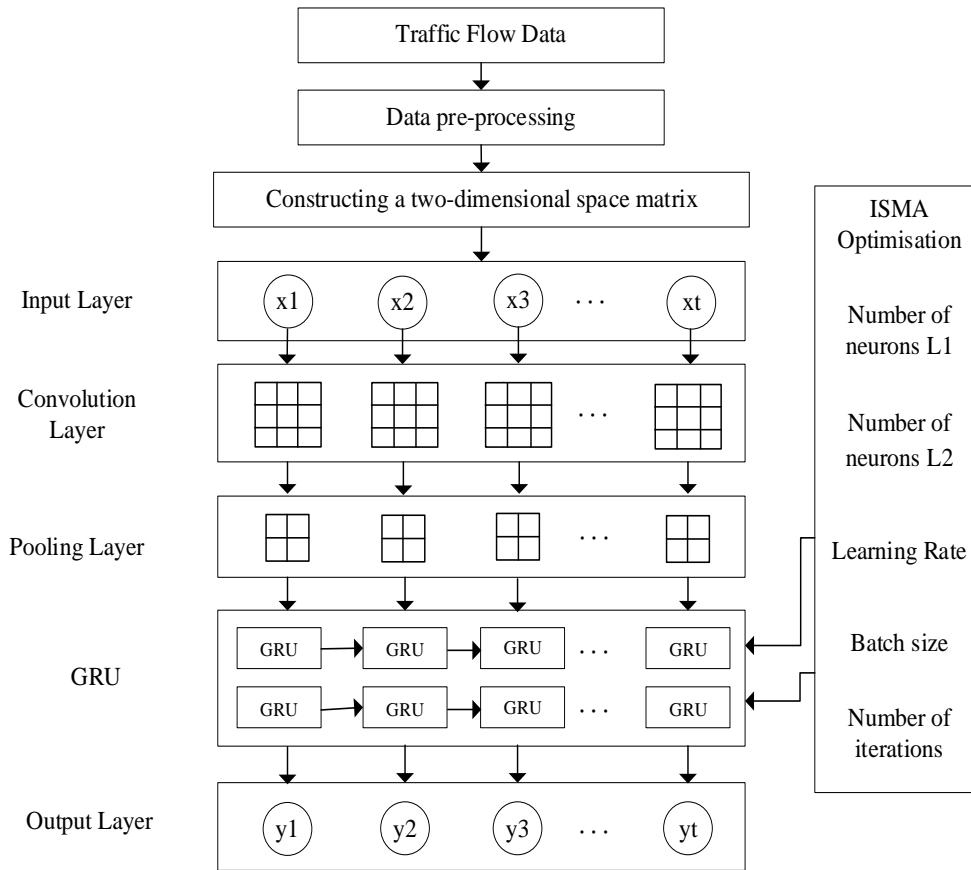 Traffic Flow Data
Data pre-processing
Constructing a two-dimensional space matrix
Input Layer
x1 x2 x3 ... xt
Convolution
Layer
...
Pooling Layer
...
GRU
GRU GRU GRU ... GRU
GRU GRU GRU ... GRU
Output Layer
y1 y2 y3 ... yt
ISMA
Optimisation
Number of
neurons L1
Number of
neurons L2
Learning Rate
Batch size
Number of
iterations